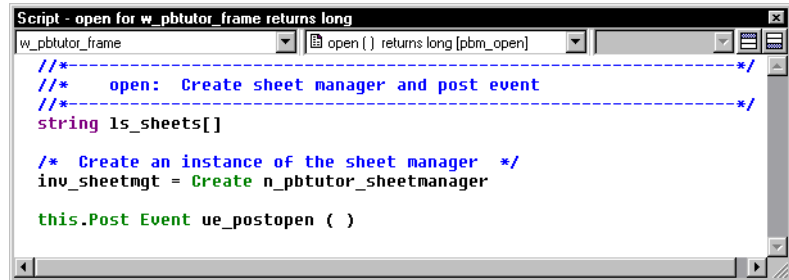 Script - open for w_pbtutor_frame returns long
w_pbtutor_frame
open ( ) returns long [pbm_open]
//*-----------------------------------------------------------------*/
//*    open:  Create sheet manager and post event
//*-----------------------------------------------------------------*/
string ls_sheets[]
/*  Create an instance of the sheet manager  */
inv_sheetmgt = Create n_pbtutor_sheetmanager
this.Post Event ue_postopen ( )